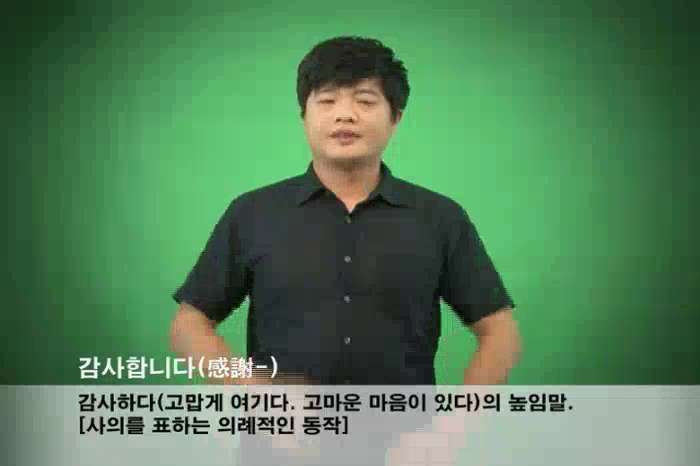 감사합니다(感謝-)
감사하다(고맙게 여기다. 고마운 마음이 있다)의 높임말.
[사의를 표하는 의례적인 동작]